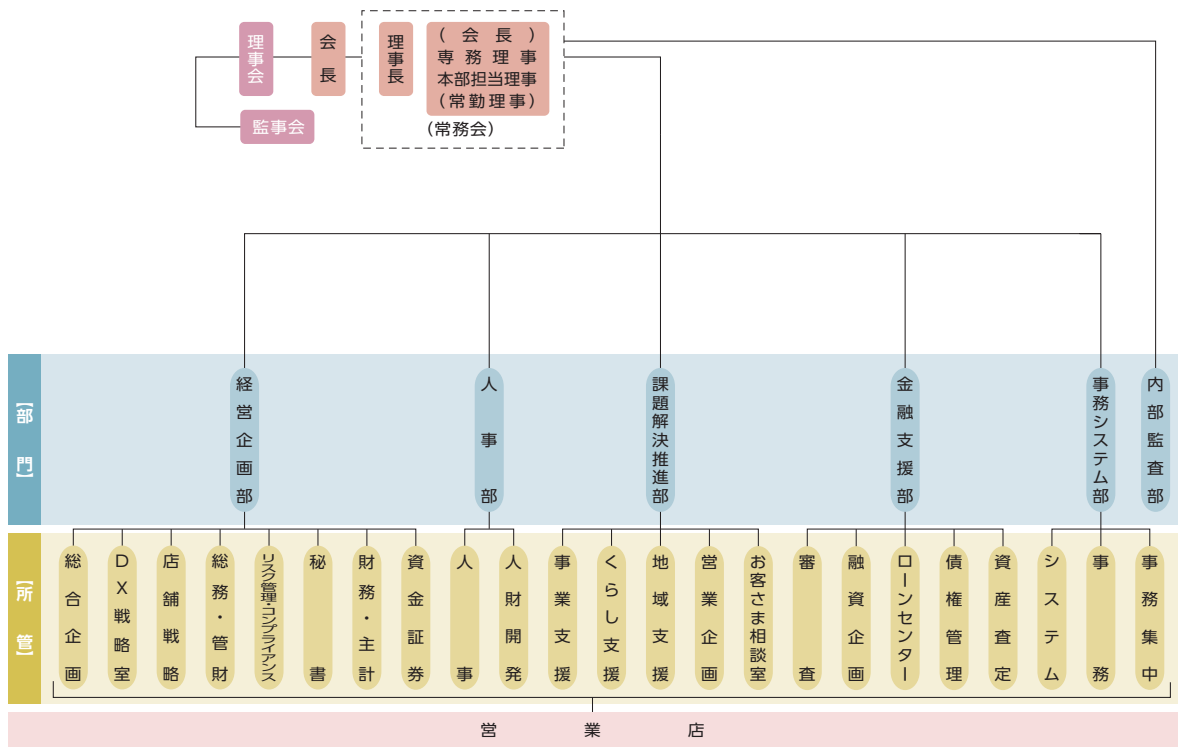 理事会
監事会
会長
理事長
(会長)
専務理事
本部担当理事
(常勤理事)
(常務会)
【部門】
経営企画部
人事部
課題解決推進部
金融支援部
事務システム部
内部監査部
【所管】
総合企画
DX戦略室
店舗戦略
総務・管財
リスク管理・コンプライアンス
秘書
財務・主計
資金証券
人事
人財開発
事業支援
くらし支援
地域支援
営業企画
お客さま相談室
審査
融資企画
ローンセンター
債権管理
資産査定
システム
事務
事務集中
営業店